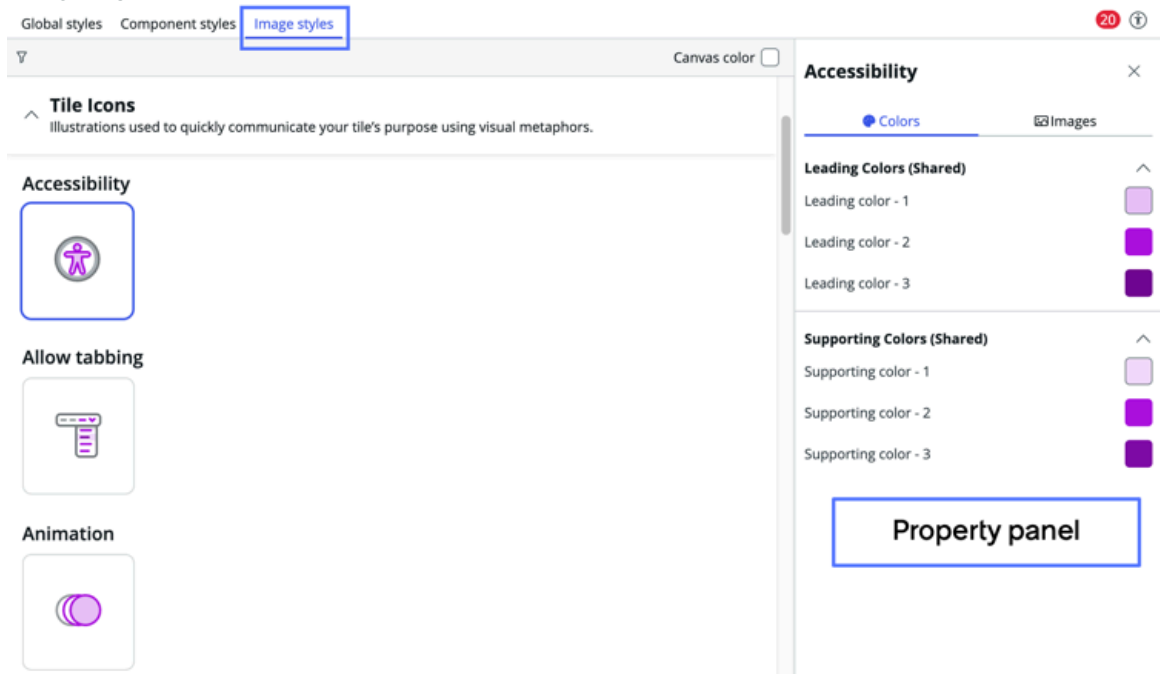 Global styles Component styles Image styles
20
Canvas color
Tile Icons
Illustrations used to quickly communicate your tile's purpose using visual metaphors.
Accessibility
Allow tabbing
Animation
Accessibility
Colors Images
Leading Colors (Shared)
Leading color - 1
Leading color - 2
Leading color - 3
Supporting Colors (Shared)
Supporting color - 1
Supporting color - 2
Supporting color - 3
Property panel